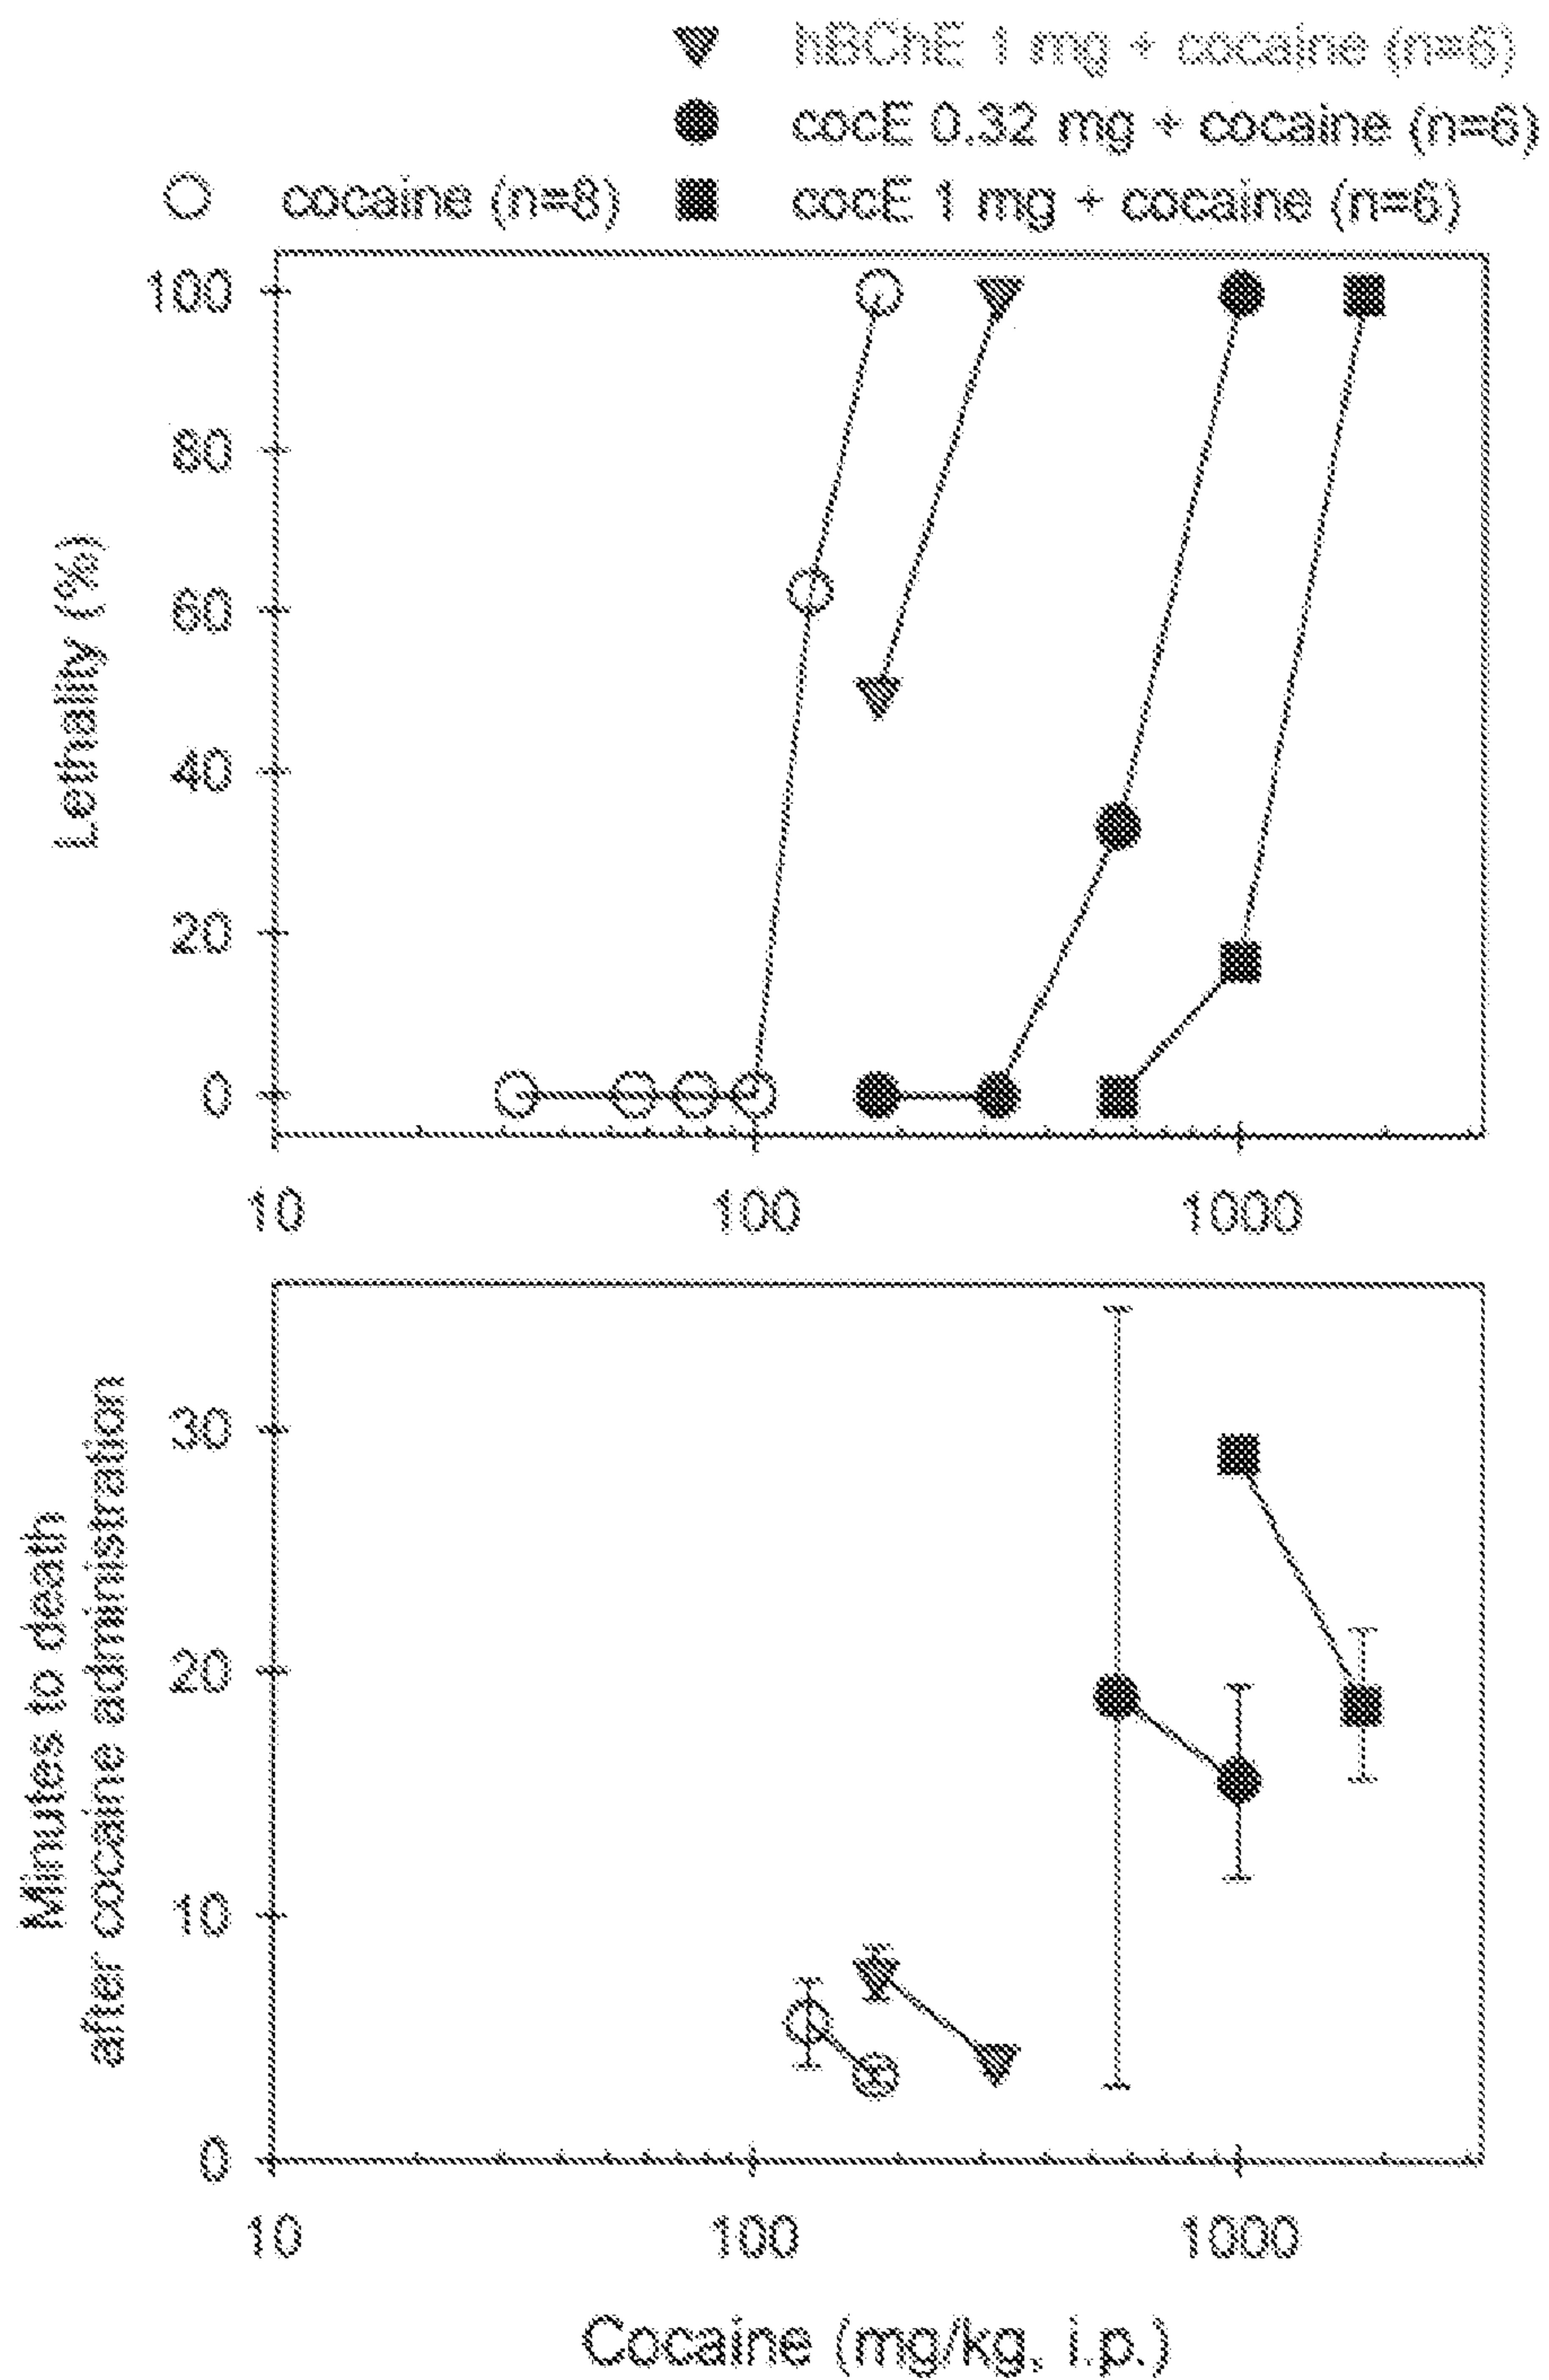 hBChE 1 mg + cocaine (n=6)
cocE 0.32 mg + cocaine (n=6)
cocaine (n=8)
cocE 1 mg + cocaine (n=6)
Lethality (%)
100
80
60
40
20
0
10
100
1000
Minutes to death
after cocaine administration
30
20
10
0
10
100
1000
Cocaine (mg/kg, i.p.)